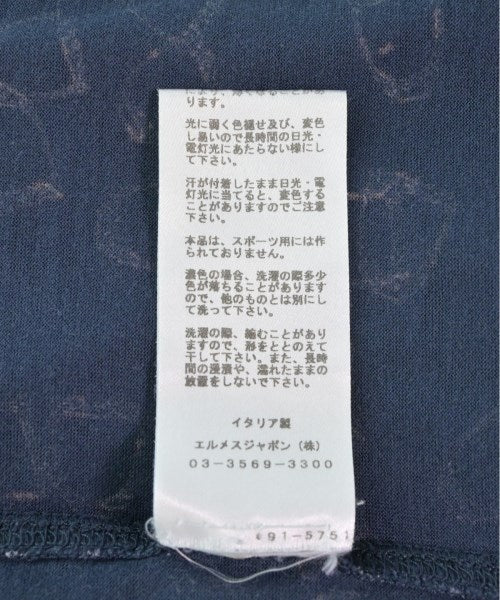 ります。
光に弱く色褪せ及び、変色
し易いので長時間の日光・
電灯光にあたらない様にし
て下さい。
汗が付着したまま日光・電
灯光に当てると、変色する
ことがありますのでご注意
下さい。
本品は、スポーツ用には作
られておりません。
濃色の場合、洗濯の際多少
色が落ちることがあります
ので、他のものとは別にし
て洗って下さい。
洗濯の際、縮むことがあり
ますので、形をととのえて
干して下さい。また、長時
間の浸漬や、濡れたままの
放置をしないで下さい。
イタリア製
エルメスジャポン（株）
03-3569-3300
91-5751